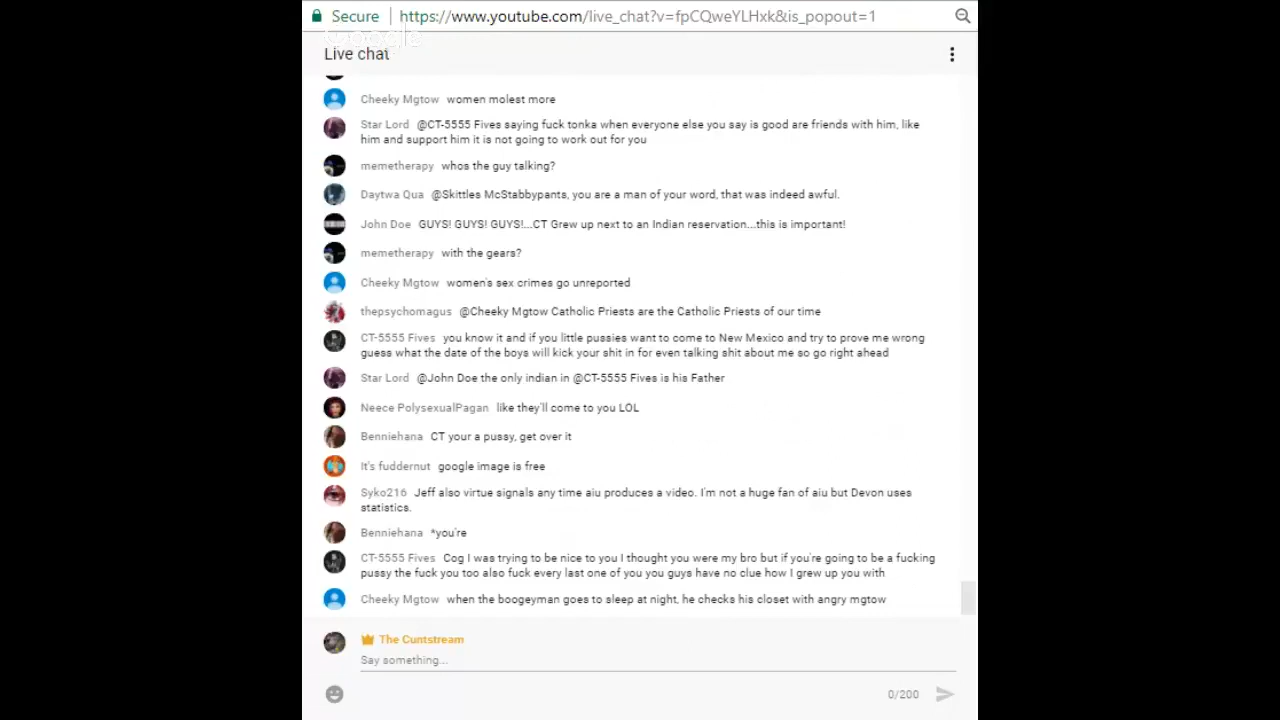 Secure https://www.youtube.com/live_chat?v=fpCQweYLHxk&is_popout=1
Google
Live chat
Cheeky Mgtow women molest more
Star Lord @CT-5555 Fives saying fuck tonka when everyone else you say is good are friends with him, like
him and support him it is not going to work out for you
memetherapy whos the guy talking?
Daytwa Qua @Skittles McStabbypants, you are a man of your word, that was indeed awful.
John Doe GUYS! GUYS! GUYS!...CT Grew up next to an Indian reservation...this is important!
memetherapy with the gears?
Cheeky Mgtow women's sex crimes go unreported
thepsychomagus @Cheeky Mgtow Catholic Priests are the Catholic Priests of our time
CT-5555 Fives you know it and if you little pussies want to come to New Mexico and try to prove me wrong
guess what the date of the boys will kick your shit in for even talking shit about me so go right ahead
Star Lord @John Doe the only indian in @CT-5555 Fives is his Father
Neece PolysexualPagan like they'll come to you LOL
Benniehana CT your a pussy, get over it
It's fuddernut google image is free
Syko216 Jeff also virtue signals any time aiu produces a video. I'm not a huge fan of aiu but Devon uses
statistics.
Benniehana *you're
CT-5555 Fives Cog I was trying to be nice to you I thought you were my bro but if you're going to be a fucking
pussy the fuck you too also fuck every last one of you you guys have no clue how I grew up you with
Cheeky Mgtow when the boogeyman goes to sleep at night, he checks his closet with angry mgtow
The Cuntstream
Say something...
0/200